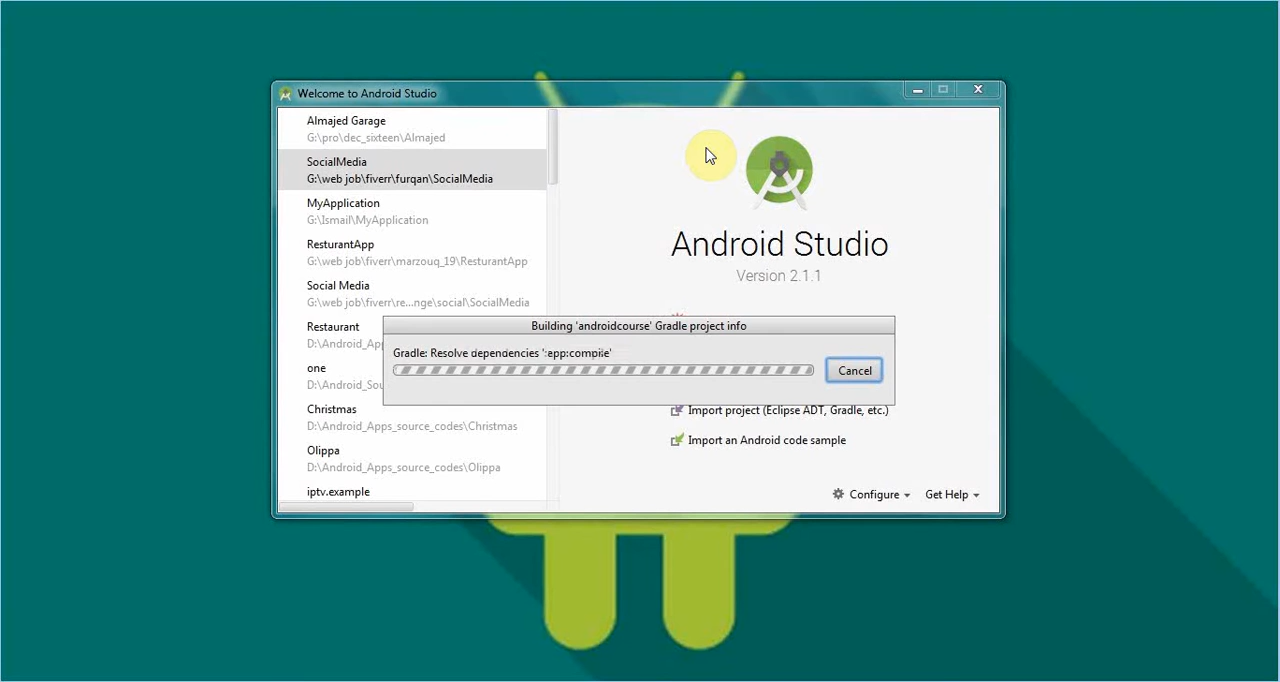 Welcome to Android Studio
Almajed Garage
G:\pro\dec_sixteen\Almajed
SocialMedia
G:\web job\fiverr\furqan\SocialMedia
MyApplication
G:\Ismail\MyApplication
ResturantApp
G:\web job\fiverr\marzouq_19\ResturantApp
Social Media
G:\web job\fiverr\re...nge\social\SocialMedia
Restaurant
D:\Android_Ap
one
D:\Android_So
Christmas
D:\Android_Apps_source_codes\Christmas
Olippa
D:\Android_Apps_source_codes\Olippa
iptv.example
Android Studio
Version 2.1.1
Building 'androidcourse' Gradle project info
Gradle: Resolve dependencies ':app:compile'
Cancel
Import project (Eclipse ADT, Gradle, etc.)
Import an Android code sample
Configure
Get Help